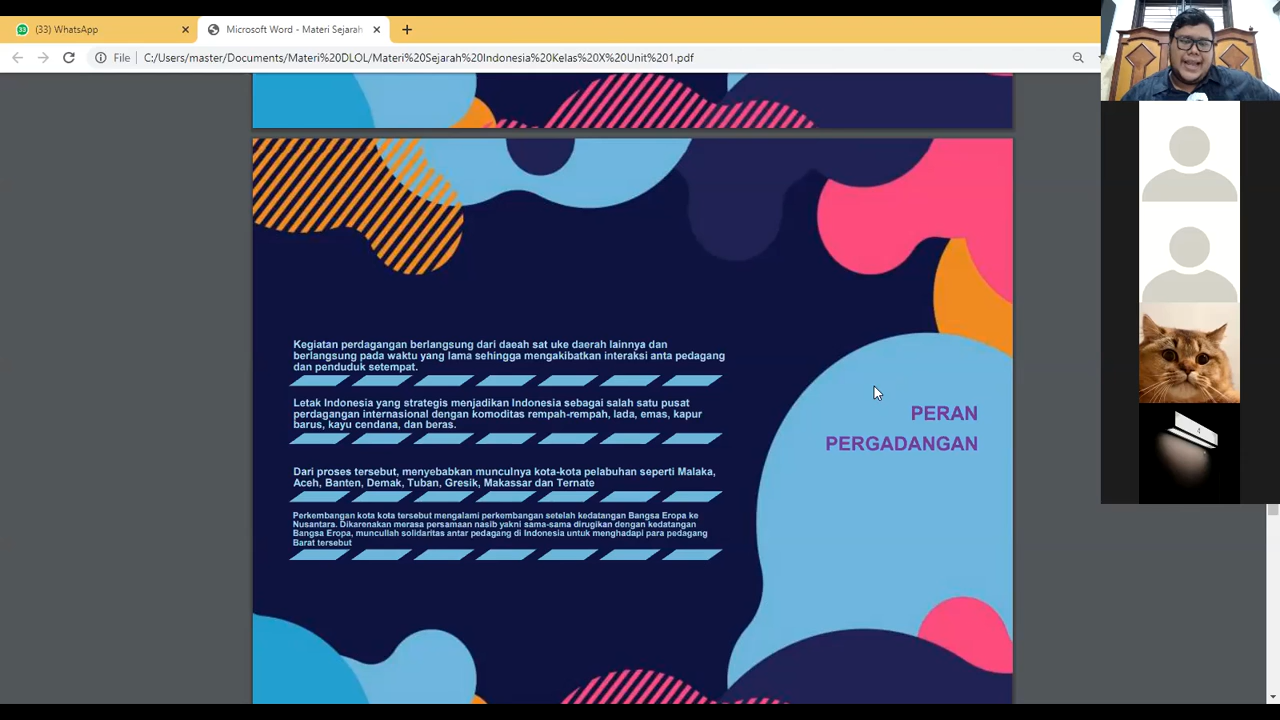 (33) WhatsApp
Microsoft Word - Materi Sejarah
File
C:/Users/master/Documents/Materi%20DLOL/Materi%20Sejarah%20Indonesia%20Kelas%20X%20Unit%201.pdf
Kegiatan perdagangan berlangsung dari daeah sat uke daerah lainnya dan
berlangsung pada waktu yang lama sehingga mengakibatkan interaksi anta pedagang
dan penduduk setempat.
Letak Indonesia yang strategis menjadikan Indonesia sebagai salah satu pusat
perdagangan internasional dengan komoditas rempah-rempah, lada, emas, kapur
barus, kayu cendana, dan beras.
Dari proses tersebut, menyebabkan munculnya kota-kota pelabuhan seperti Malaka,
Aceh, Banten, Demak, Tuban, Gresik, Makassar dan Ternate
Perkembangan kota kota tersebut mengalami perkembangan setelah kedatangan Bangsa Eropa ke
Nusantara. Dikarenakan merasa persamaan nasib yakni sama-sama dirugikan dengan kedatangan
Bangsa Eropa, muncullah solidaritas antar pedagang di Indonesia untuk menghadapi para pedagang
Barat tersebut
PERAN
PERGADANGAN